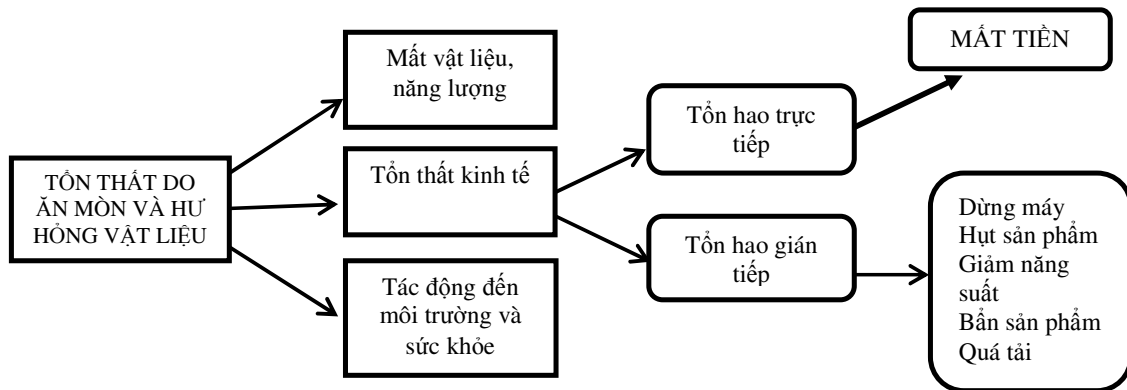 TỔN THẤT DO
ĂN MÒN VÀ HƯ
HỎNG VẬT LIỆU
Mất vật liệu,
năng lượng
Tổn thất kinh tế
Tác động đến
môi trường và
sức khỏe
Tổn hao trực
tiếp
Tổn hao gián
tiếp
MẤT TIỀN
Dừng máy
Hụt sản phẩm
Giảm năng
suất
Bẩn sản phẩm
Quá tải